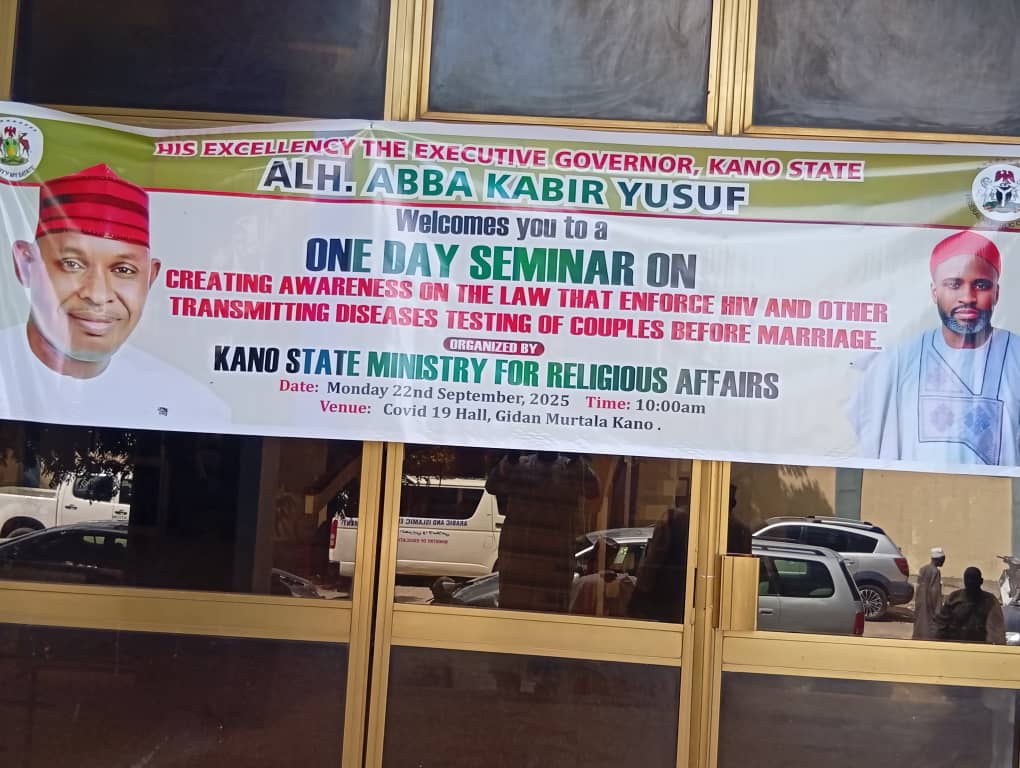 HIS EXCELLENCY THE EXECUTIVE GOVERNOR, KANO STATE
ALH. ABBA KABIR YUSUF
Welcomes you to a
ONE DAY SEMINAR ON
CREATING AWARENESS ON THE LAW THAT ENFORCE HIV AND OTHER
TRANSMITTING DISEASES TESTING OF COUPLES BEFORE MARRIAGE.
ORGANIZED BY
KANO STATE MINISTRY FOR RELIGIOUS AFFAIRS
Date: Monday 22nd September, 2025 Time: 10:00am
Venue: Covid 19 Hall, Gidan Murtala Kano .
ARABIC AND ISLAMIC